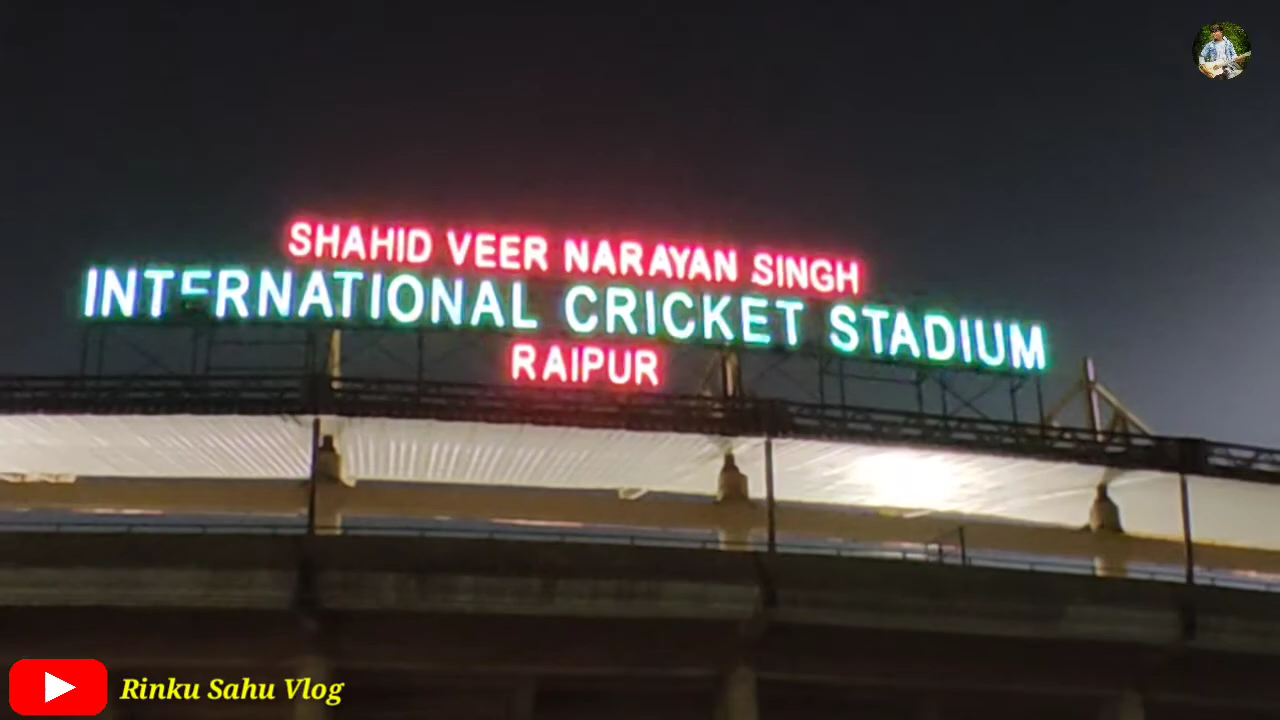 SHAHID VEER NARAYAN SINGH
INTERNATIONAL CRICKET STADIUM
RAIPUR
Rinku Sahu Vlog